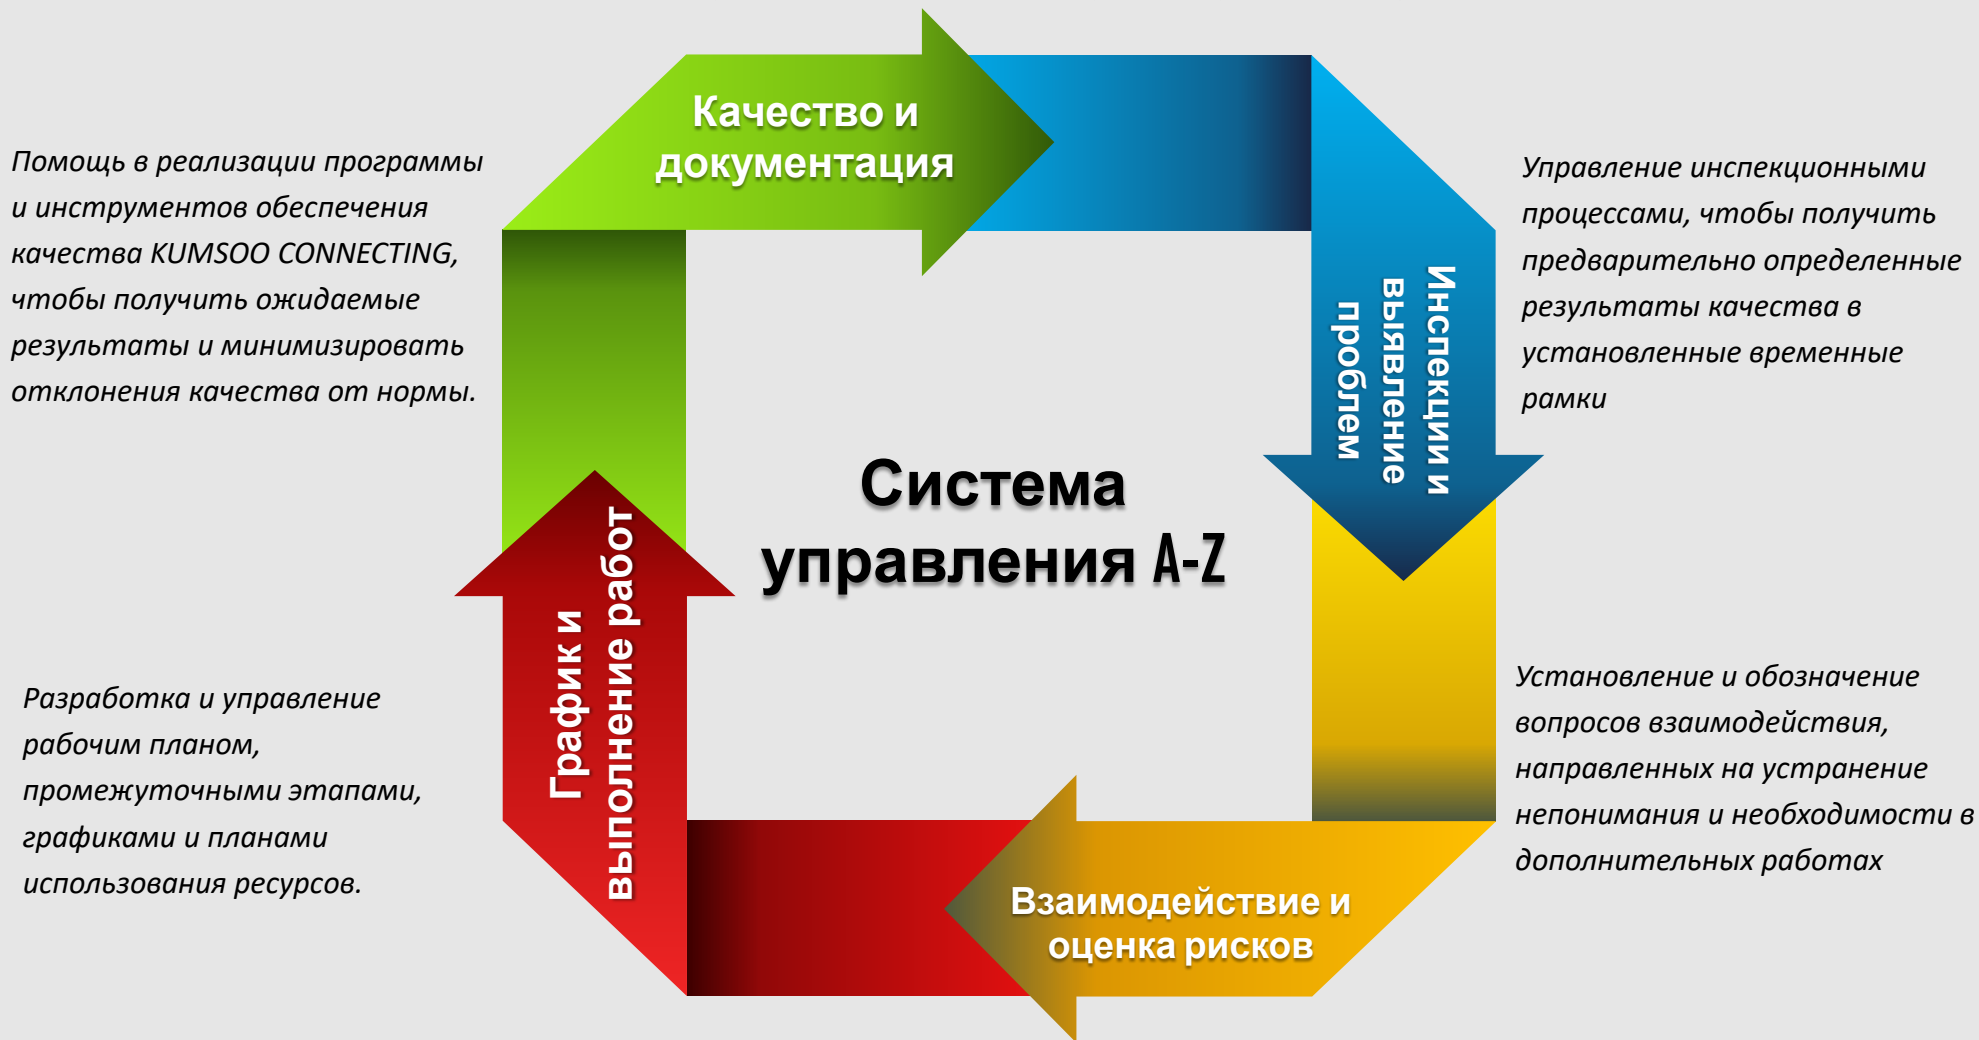 Качество и
документация
Помощь в реализации программы
и инструментов обеспечения
качества KUMSOO CONNECTING,
чтобы получить ожидаемые
результаты и минимизировать
отклонения качества от нормы.
Управление инспекционными
процессами, чтобы получить
предварительно определенные
результаты качества в
установленные временные
рамки
Инспекции и
выявление
проблем
Система
управления A-Z
График и
выполнение работ
Разработка и управление
рабочим планом,
промежуточными этапами,
графиками и планами
использования ресурсов.
Установление и обозначение
вопросов взаимодействия,
направленных на устранение
непонимания и необходимости в
дополнительных работах
Взаимодействие и
оценка рисков